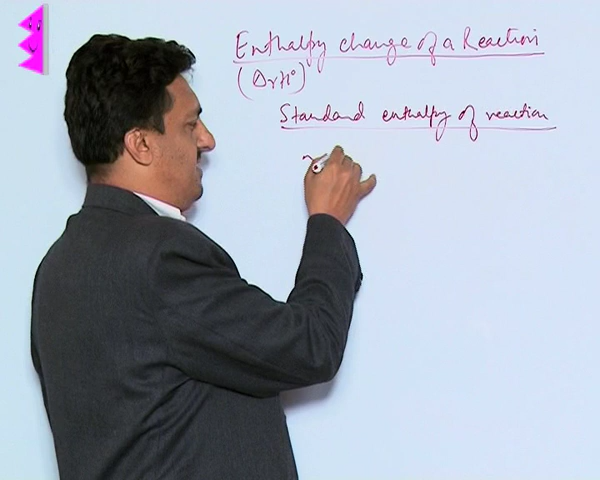 Enthalpy change of a Reaction
(ΔrH°)
Standard enthalpy of reaction